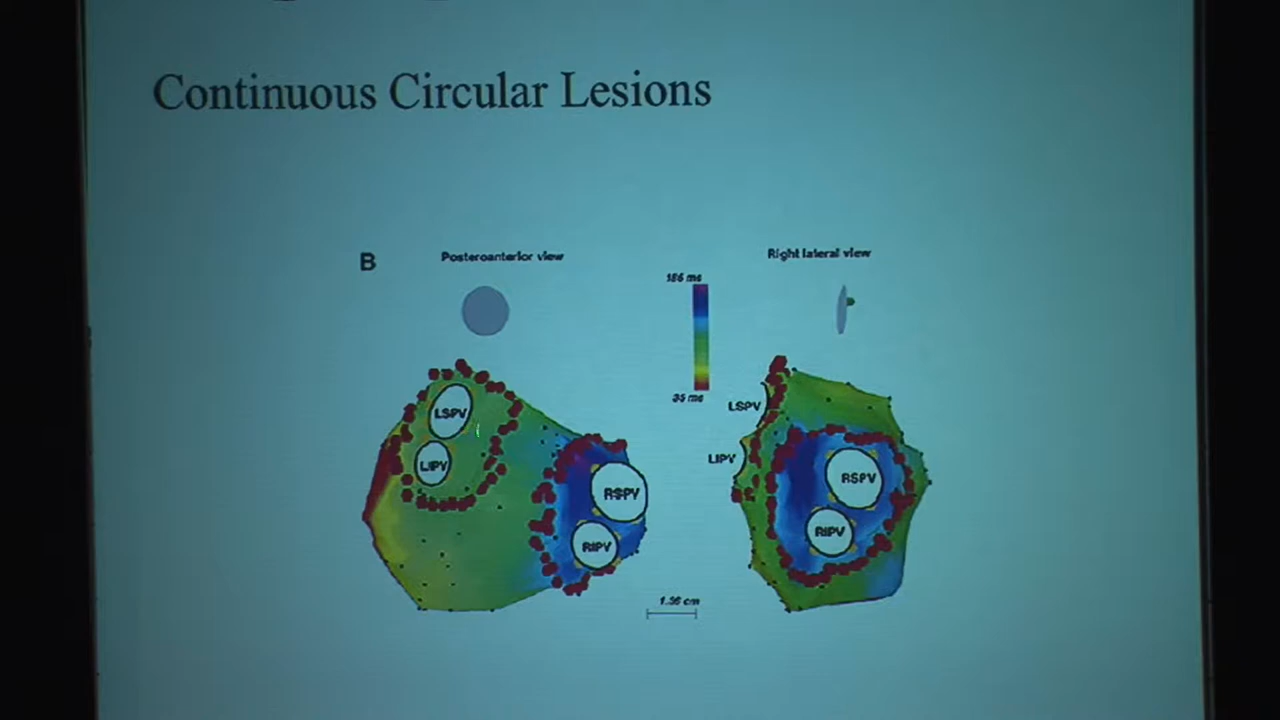 Continuous Circular Lesions
B
Posteroanterior view
Right lateral view
186 ms
35 ms
LSPV
LIPV
RSPV
RIPV
1.36 cm
LSPV
LIPV
RSPV
RIPV